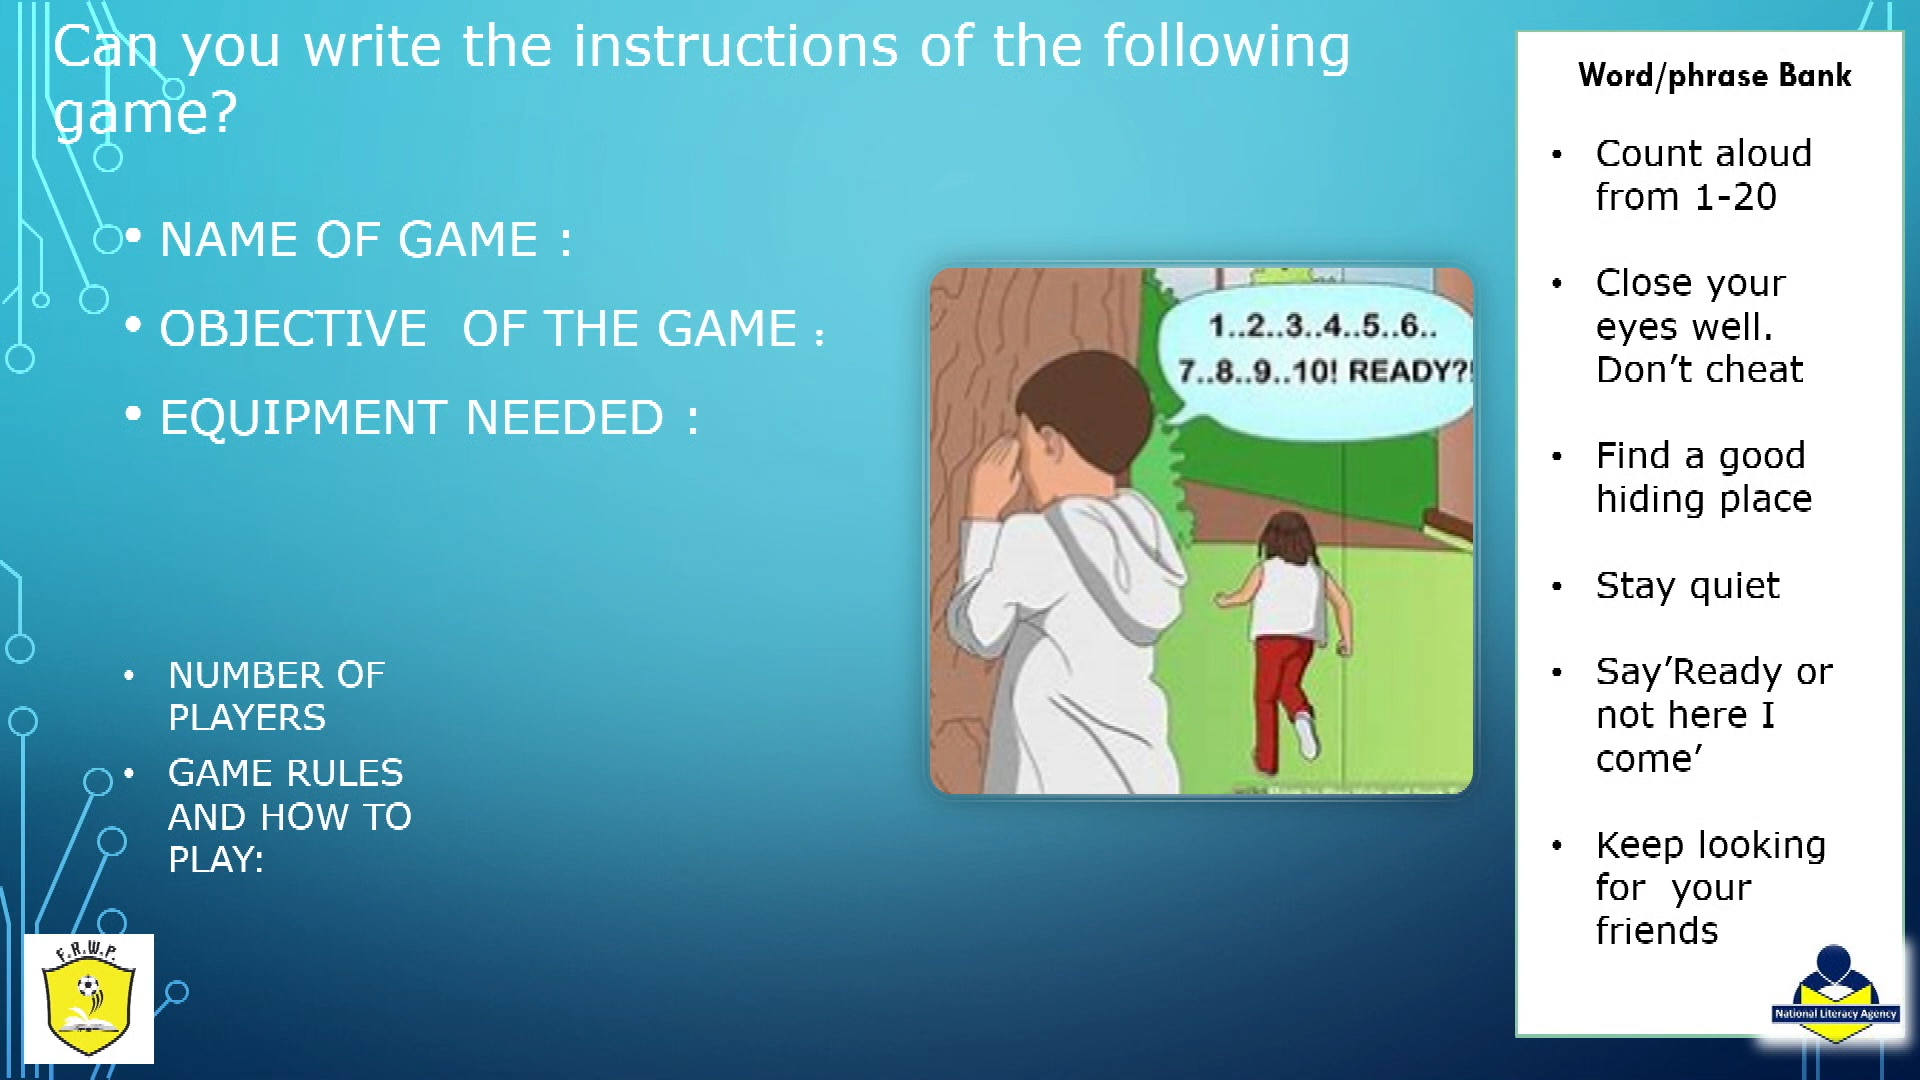 Can you write the instructions of the following
game?
• NAME OF GAME :
• OBJECTIVE  OF THE GAME :
• EQUIPMENT NEEDED :
• NUMBER OF
PLAYERS
• GAME RULES
AND HOW TO
PLAY:
1..2..3..4..5..6..
7..8..9..10! READY?!
Word/phrase Bank
• Count aloud
from 1-20
• Close your
eyes well.
Don’t cheat
• Find a good
hiding place
• Stay quiet
• Say’Ready or
not here I
come’
• Keep looking
for  your
friends
F.R.W.P.
National Literacy Agency